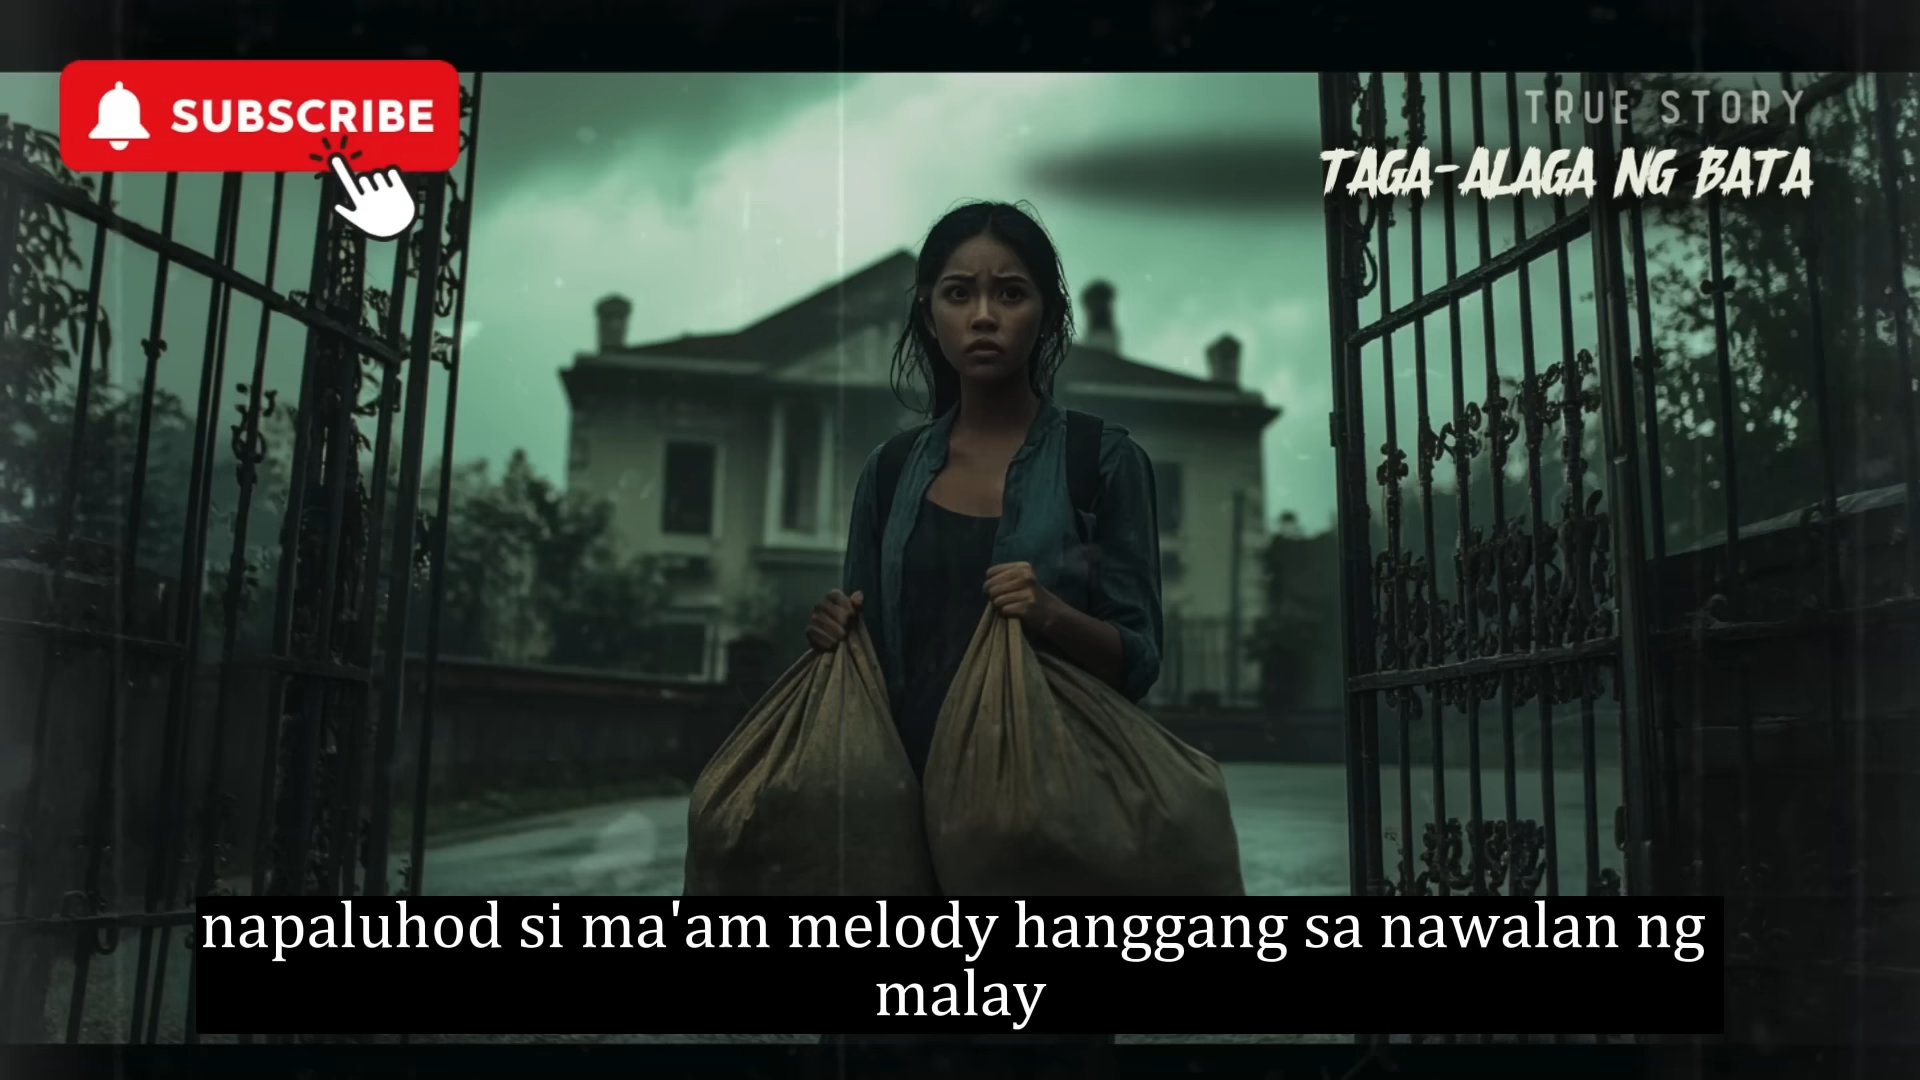 SUBSCRIBE
TRUE STORY
TAGA-ALAGA NG BATA
napaluhod si ma'am melody hanggang sa nawalan ng
malay